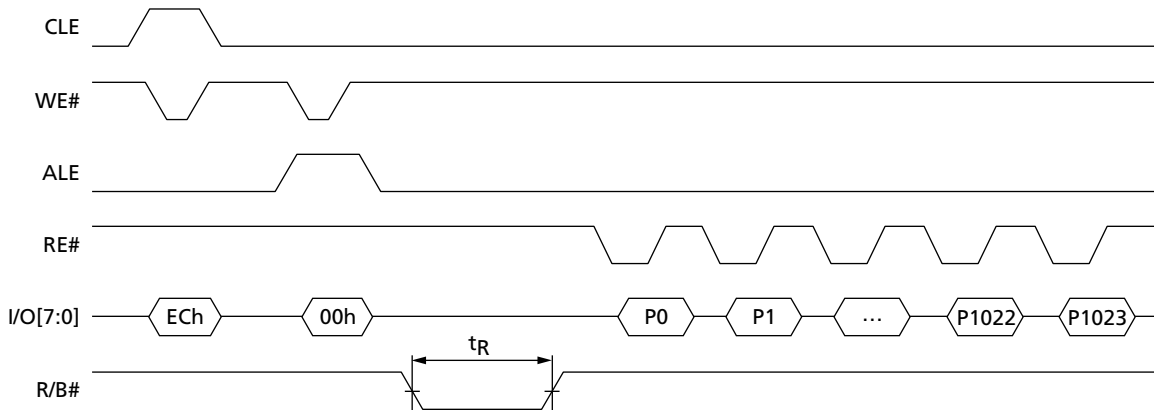 CLE
WE#
ALE
RE#
I/O[7:0] ECh 00h P0 P1 … P1022 P1023
tR
R/B#